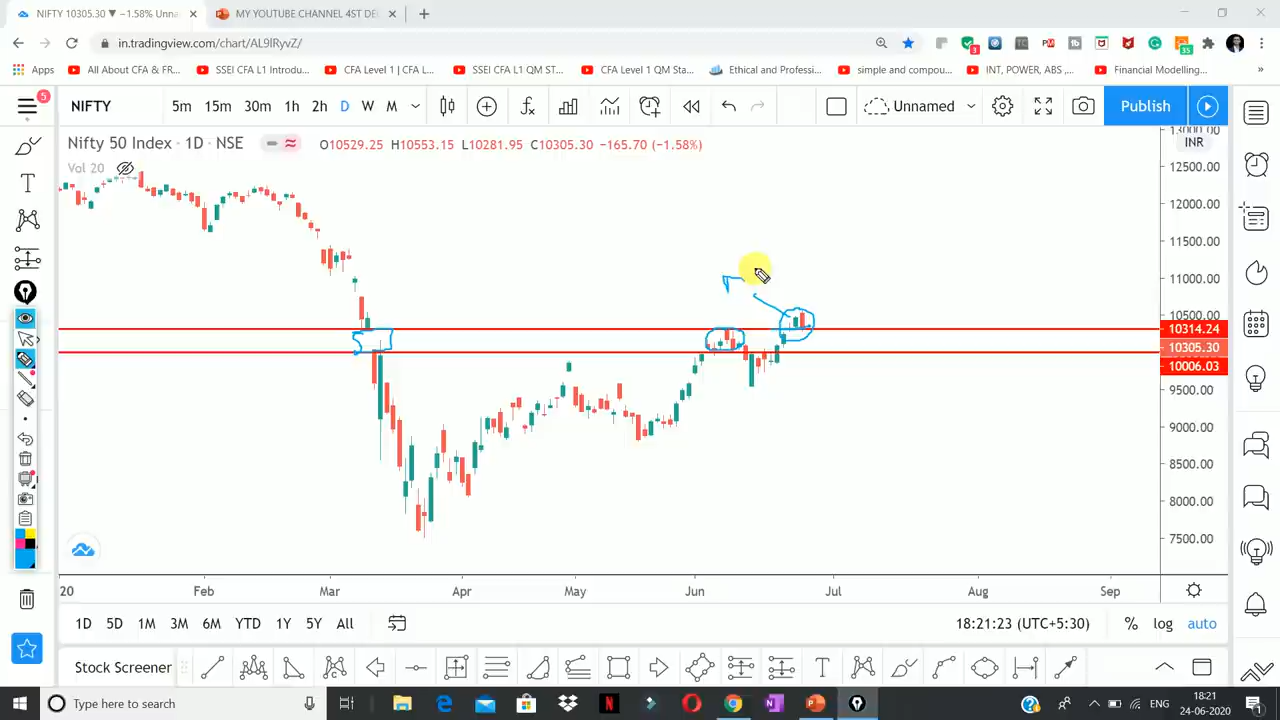 NIFTY 10305.30 ▼ −1.58% Unna
MY YOUTUBE CHANNEL 4ST DE
in.tradingview.com/chart/AL9lRyvZ/
Apps
All About CFA & FR...
SSEI CFA L1 Introdu...
CFA Level 1 | CFA L...
SSEI CFA L1 QM ST...
CFA Level 1 QM Sta...
Ethical and Professi...
simple and compou...
INT, POWER, ABS ,...
Financial Modelling...
»
5
NIFTY
5m 15m 30m 1h 2h D W M
Unnamed
Publish
Nifty 50 Index · 1D · NSE
O10529.25 H10553.15 L10281.95 C10305.30 −165.70 (−1.58%)
Vol 20
INR
13000.00
12500.00
12000.00
11500.00
11000.00
10500.00
10314.24
10305.30
10006.03
9500.00
9000.00
8500.00
8000.00
7500.00
20 Feb Mar Apr May Jun Jul Aug Sep
1D 5D 1M 3M 6M YTD 1Y 5Y All
18:21:23 (UTC+5:30)
% log auto
Stock Screener
Type here to search
ENG
18:21
24-06-2020